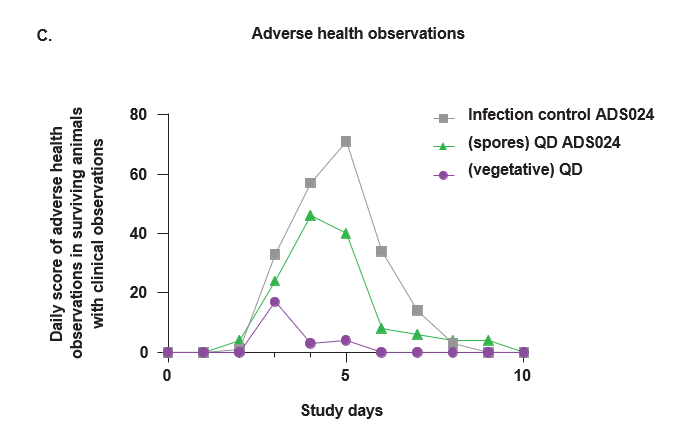 C.
Adverse health observations
Daily score of adverse health
observations in surviving animals
with clinical observations
80
60
40
20
0
0
5
10
Study days
Infection control ADS024
(spores) QD ADS024
(vegetative) QD